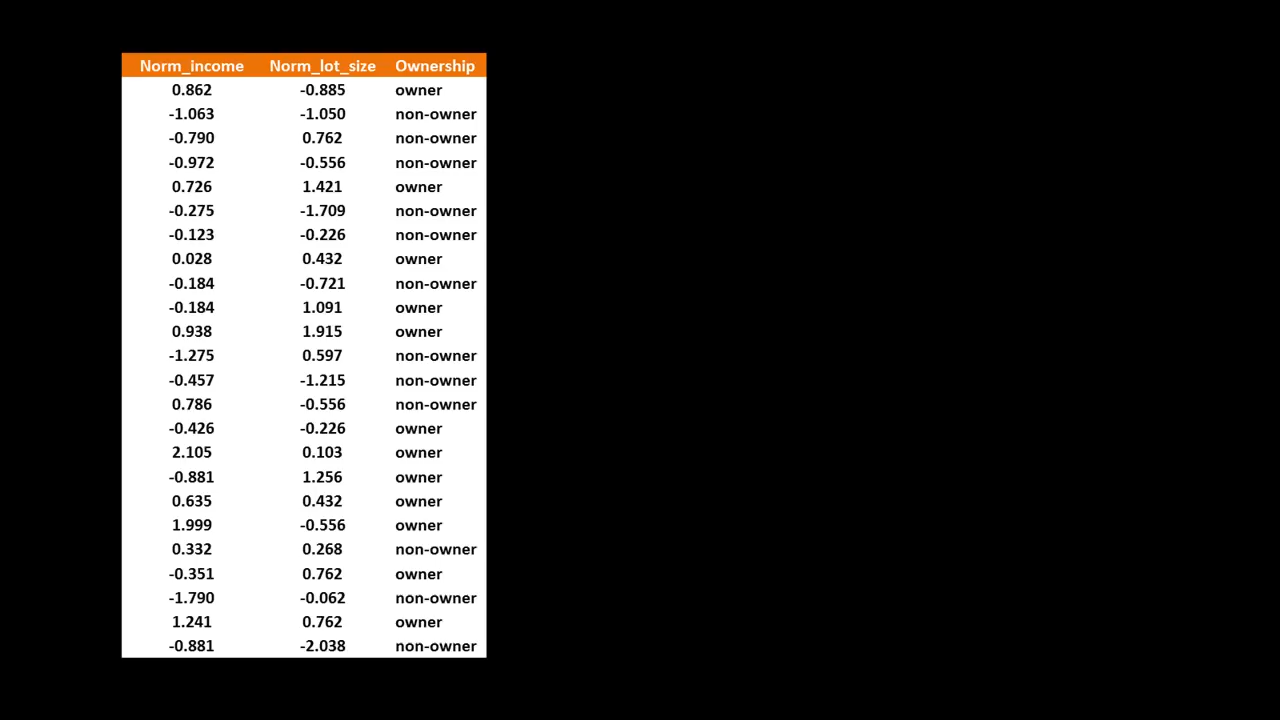 Norm_income Norm_lot_size Ownership
0.862 -0.885 owner
-1.063 -1.050 non-owner
-0.790 0.762 non-owner
-0.972 -0.556 non-owner
0.726 1.421 owner
-0.275 -1.709 non-owner
-0.123 -0.226 non-owner
0.028 0.432 owner
-0.184 -0.721 non-owner
-0.184 1.091 owner
0.938 1.915 owner
-1.275 0.597 non-owner
-0.457 -1.215 non-owner
0.786 -0.556 non-owner
-0.426 -0.226 owner
2.105 0.103 owner
-0.881 1.256 owner
0.635 0.432 owner
1.999 -0.556 owner
0.332 0.268 non-owner
-0.351 0.762 owner
-1.790 -0.062 non-owner
1.241 0.762 owner
-0.881 -2.038 non-owner